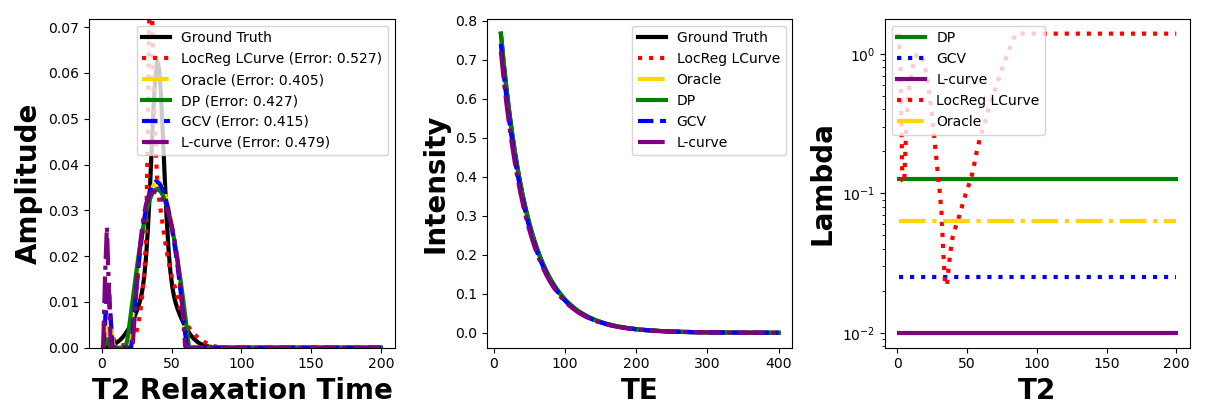 0.07
0.06
0.05
0.04
0.03
0.02
0.01
0.00
Amplitude
Ground Truth
LocReg LCurve (Error: 0.527)
Oracle (Error: 0.405)
DP (Error: 0.427)
GCV (Error: 0.415)
L-curve (Error: 0.479)
0 50 100 150 200
T2 Relaxation Time
0.8
0.7
0.6
0.5
0.4
0.3
0.2
0.1
0.0
Intensity
Ground Truth
LocReg LCurve
Oracle
DP
GCV
L-curve
0 100 200 300 400
TE
10⁰
10⁻¹
10⁻²
Lambda
DP
GCV
L-curve
LocReg LCurve
Oracle
0 50 100 150 200
T2